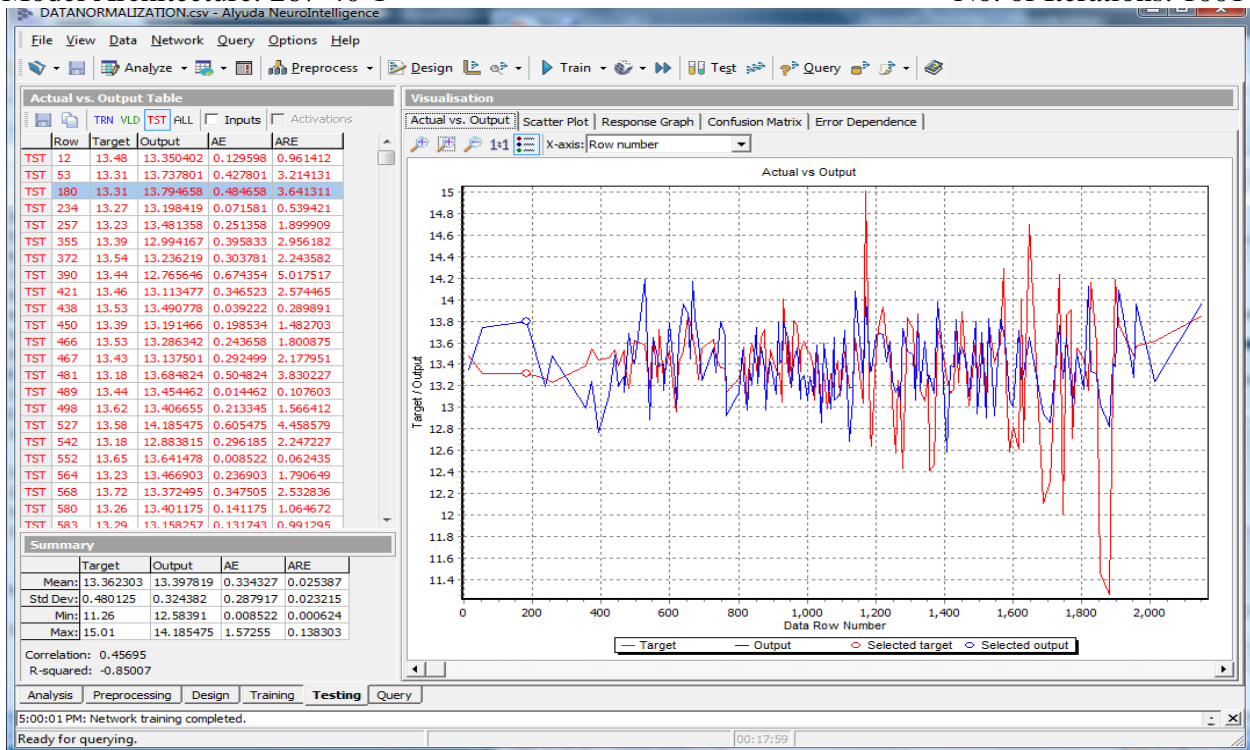 DATANORMALIZATION.csv - Alyuda NeuroIntelligence
File View Data Network Query Options Help
Analyze Preprocess Design Train Test Query
Actual vs. Output Table
TRN VLD TST ALL Inputs Activations
Row Target Output AE ARE
TST 12 13.48 13.350402 0.129598 0.961412
TST 53 13.31 13.737801 0.427801 3.214131
TST 180 13.31 13.794658 0.484658 3.641311
TST 234 13.27 13.198419 0.071581 0.539421
TST 257 13.23 13.481358 0.251358 1.899909
TST 355 13.39 12.994167 0.395833 2.956182
TST 372 13.54 13.236219 0.303781 2.243582
TST 390 13.44 12.765646 0.674354 5.017517
TST 421 13.46 13.113477 0.346523 2.574465
TST 438 13.53 13.490778 0.039222 0.289891
TST 450 13.39 13.191466 0.198534 1.482703
TST 466 13.53 13.286342 0.243658 1.800875
TST 467 13.43 13.137501 0.292499 2.177951
TST 481 13.18 13.684824 0.504824 3.830227
TST 489 13.44 13.454462 0.014462 0.107603
TST 498 13.62 13.406655 0.213345 1.566412
TST 527 13.58 14.185475 0.605475 4.458579
TST 542 13.18 12.883815 0.296185 2.247227
TST 552 13.65 13.641478 0.008522 0.062435
TST 564 13.23 13.466903 0.236903 1.790649
TST 568 13.72 13.372495 0.347505 2.532836
TST 580 13.26 13.401175 0.141175 1.064672
TST 583 13.29 13.158257 0.131743 0.991295
Summary
Target Output AE ARE
Mean: 13.362303 13.397819 0.334327 0.025387
Std Dev: 0.480125 0.324382 0.287917 0.023215
Min: 11.26 12.58391 0.008522 0.000624
Max: 15.01 14.185475 1.57255 0.138303
Correlation: 0.45695
R-squared: -0.85007
Visualisation
Actual vs. Output Scatter Plot Response Graph Confusion Matrix Error Dependence
1:1 X-axis: Row number
Actual vs Output
15
14.8
14.6
14.4
14.2
14
13.8
13.6
13.4
13.2
13
12.8
12.6
12.4
12.2
12
11.8
11.6
11.4
Target / Output
0 200 400 600 800 1,000 1,200 1,400 1,600 1,800 2,000
Data Row Number
Target Output Selected target Selected output
Analysis Preprocessing Design Training Testing Query
5:00:01 PM: Network training completed.
Ready for querying. 00:17:59